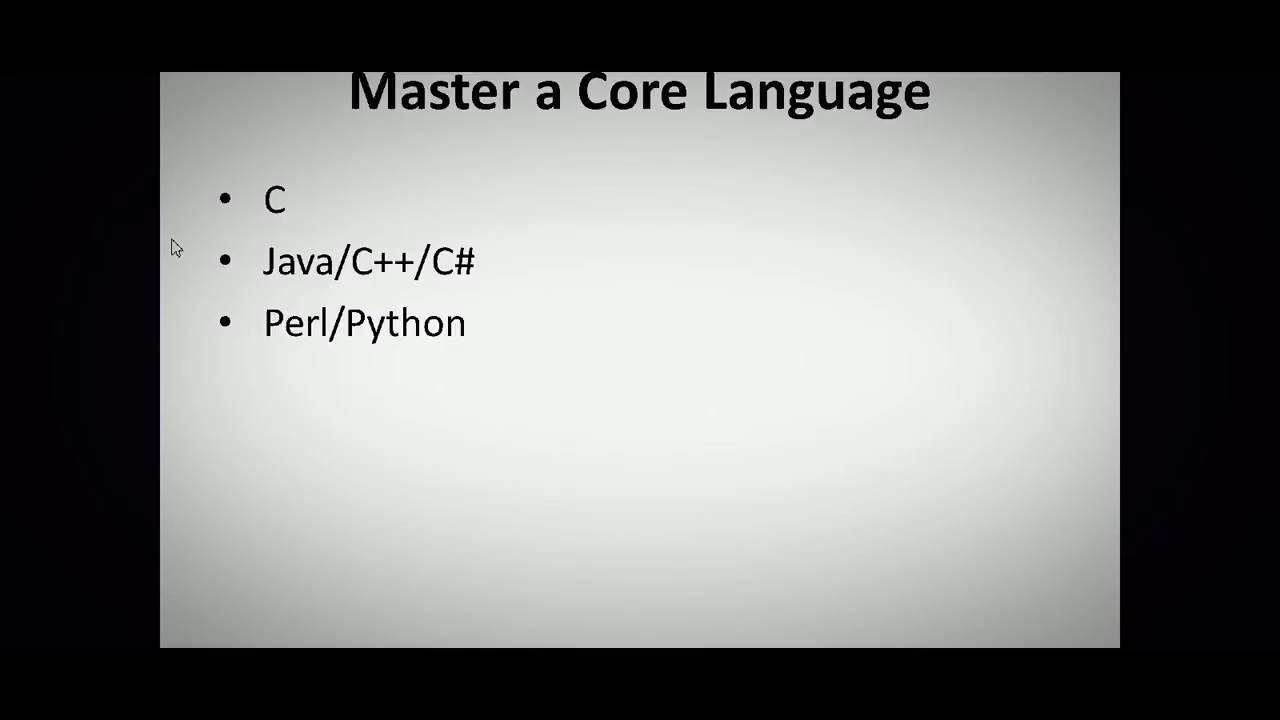 Master a Core Language
• C
• Java/C++/C#
• Perl/Python